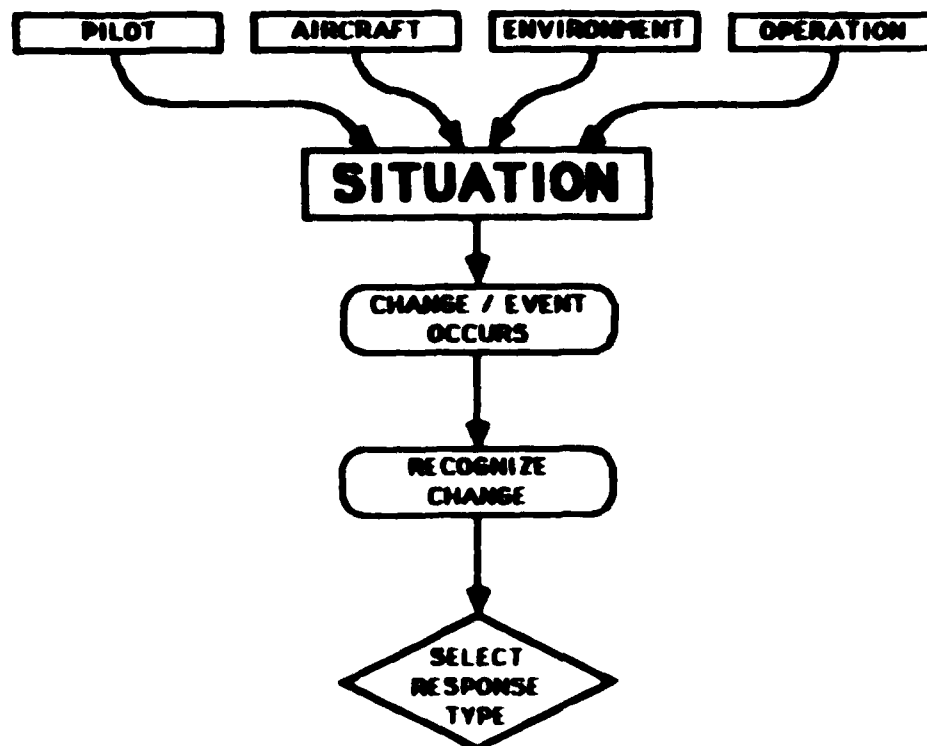 PILOT
AIRCRAFT
ENVIRONMENT
OPERATION
SITUATION
CHANGE / EVENT
OCCURS
RECOGNIZE
CHANGE
SELECT
RESPONSE
TYPE